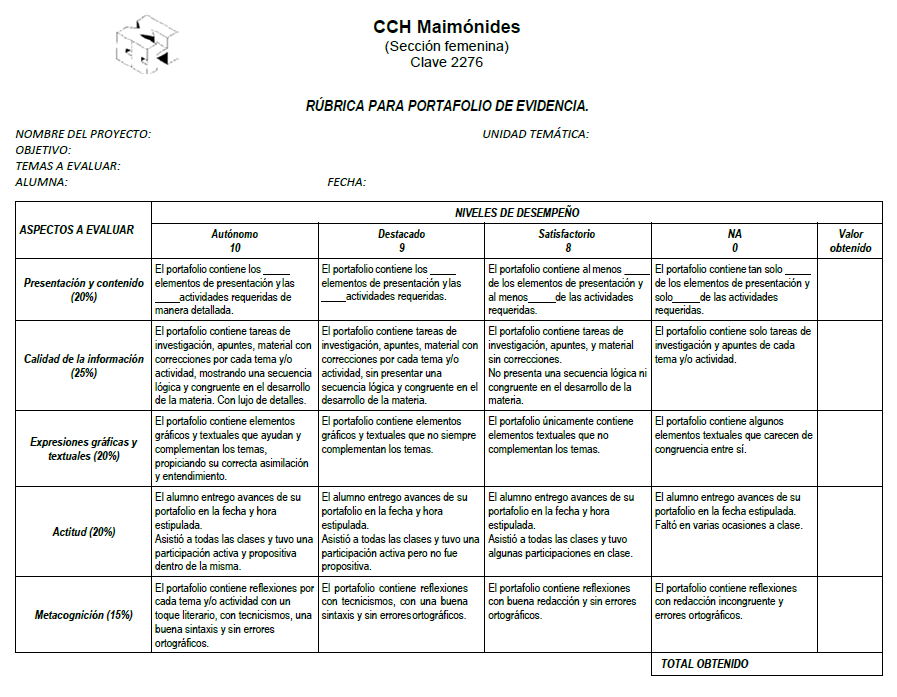 CCH Maimónides
(Sección femenina)
Clave 2276
RÚBRICA PARA PORTAFOLIO DE EVIDENCIA.
NOMBRE DEL PROYECTO: UNIDAD TEMÁTICA:
OBJETIVO:
TEMAS A EVALUAR:
ALUMNA: FECHA:
ASPECTOS A EVALUAR
NIVELES DE DESEMPEÑO
Autónomo
10
Destacado
9
Satisfactorio
8
NA
0
Valor
obtenido
Presentación y contenido
(20%)
El portafolio contiene los _____
elementos de presentación y las
_____actividades requeridas de
manera detallada.
El portafolio contiene los _____
elementos de presentación y las
_____actividades requeridas.
El portafolio contiene al menos _____
de los elementos de presentación y
al menos_____de las actividades
requeridas.
El portafolio contiene tan solo _____
de los elementos de presentación y
solo_____de las actividades
requeridas.
Calidad de la información
(25%)
El portafolio contiene tareas de
investigación, apuntes, material con
correcciones por cada tema y/o
actividad, mostrando una secuencia
lógica y congruente en el desarrollo
de la materia. Con lujo de detalles.
El portafolio contiene tareas de
investigación, apuntes, material con
correcciones por cada tema y/o
actividad, sin presentar una
secuencia lógica y congruente en el
desarrollo de la materia.
El portafolio contiene tareas de
investigación, apuntes, y material
sin correcciones.
No presenta una secuencia lógica ni
congruente en el desarrollo de la
materia.
El portafolio contiene solo tareas de
investigación y apuntes de cada
tema y/o actividad.
Expresiones gráficas y
textuales (20%)
El portafolio contiene elementos
gráficos y textuales que ayudan y
complementan los temas,
propiciando su correcta asimilación
y entendimiento.
El portafolio contiene elementos
gráficos y textuales que no siempre
complementan los temas.
El portafolio únicamente contiene
elementos textuales que no
complementan los temas.
El portafolio contiene algunos
elementos textuales que carecen de
congruencia entre sí.
Actitud (20%)
El alumno entrego avances de su
portafolio en la fecha y hora
estipulada.
Asistió a todas las clases y tuvo una
participación activa y propositiva
dentro de la misma.
El alumno entrego avances de su
portafolio en la fecha y hora
estipulada.
Asistió a todas las clases y tuvo una
participación activa pero no fue
propositiva.
El alumno entrego avances de su
portafolio en la fecha y hora
estipulada.
Asistió a todas las clases y tuvo
algunas participaciones en clase.
El alumno entrego avances de su
portafolio en la fecha estipulada.
Faltó en varias ocasiones a clase.
Metacognición (15%)
El portafolio contiene reflexiones por
cada tema y/o actividad con un
toque literario, con tecnicismos, una
buena sintaxis y sin errores
ortográficos.
El portafolio contiene reflexiones
con tecnicismos, con una buena
sintaxis y sin errores ortográficos.
El portafolio contiene reflexiones
con buena redacción y sin errores
ortográficos.
El portafolio contiene reflexiones
con redacción incongruente y
errores ortográficos.
TOTAL OBTENIDO